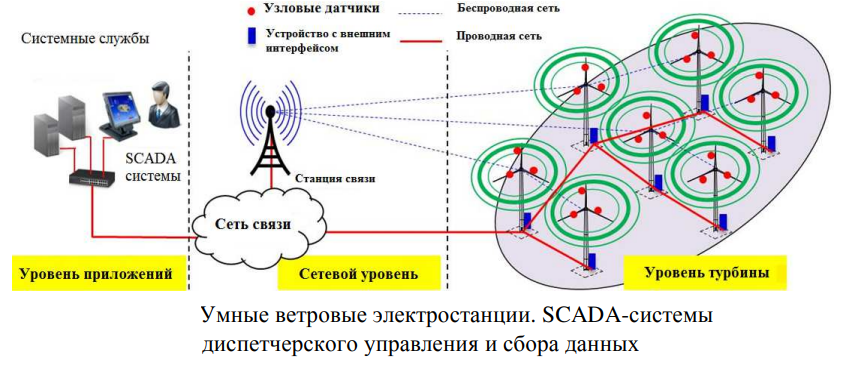 Узловые датчики
Беспроводная сеть
Системные службы
Устройство с внешним
интерфейсом
Проводная сеть
SCADA
системы
Станция связи
Сеть связи
Уровень приложений
Сетевой уровень
Уровень турбины
Умные ветровые электростанции. SCADA-системы
диспетчерского управления и сбора данных